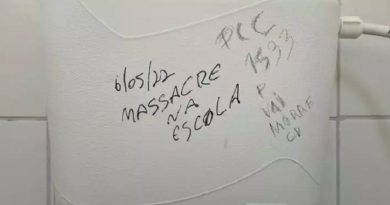 6/05/22
MASSACRE
NA
ESCOLA
PCC
1533
P
VAI
MORRE
CV